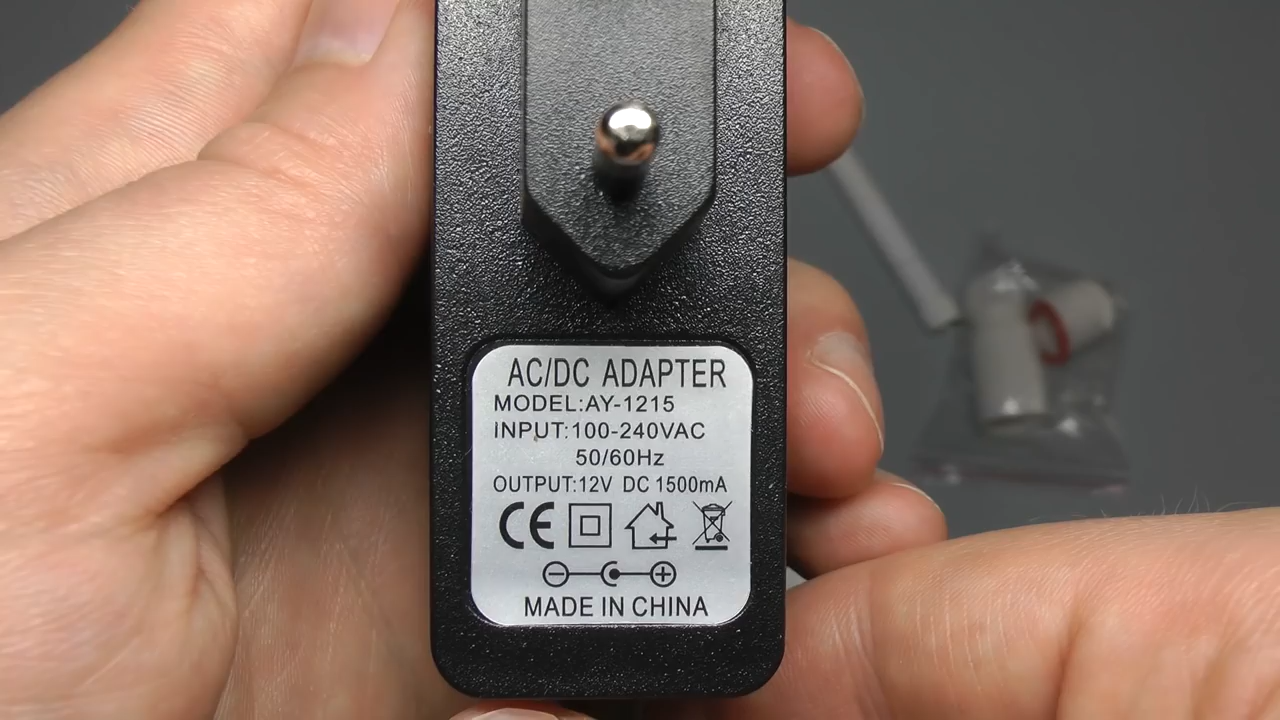 AC/DC ADAPTER
MODEL:AY-1215
INPUT:100-240VAC
50/60Hz
OUTPUT:12V DC 1500mA
CE
MADE IN CHINA